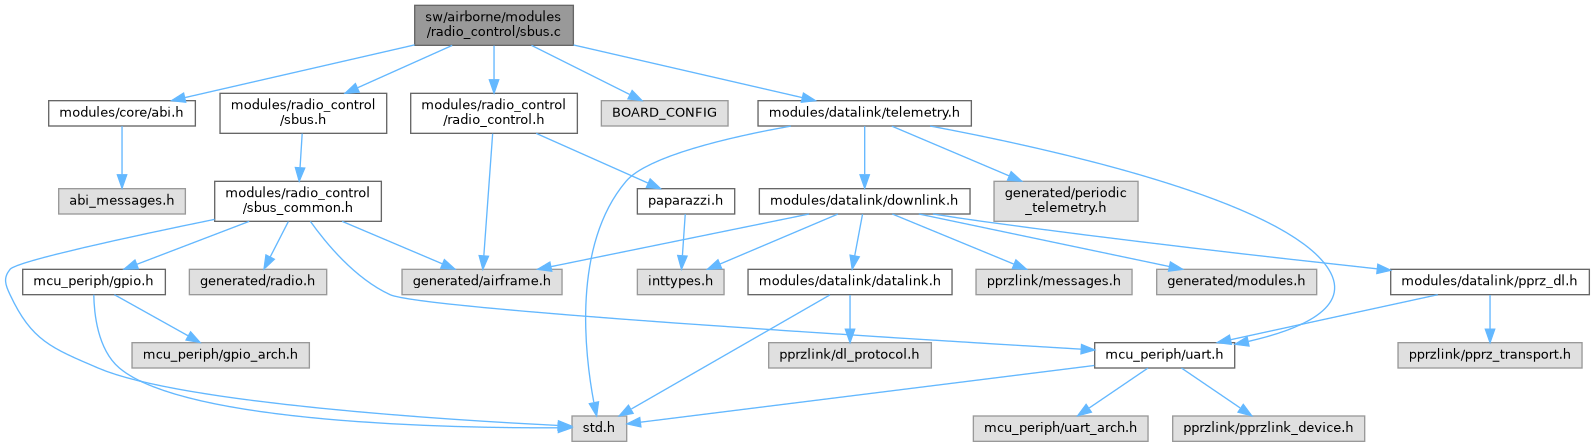 sw/airborne/modules
/radio_control/sbus.c
modules/core/abi.h
modules/radio_control
/sbus.h
modules/radio_control
/radio_control.h
BOARD_CONFIG
modules/datalink/telemetry.h
abi_messages.h
modules/radio_control
/sbus_common.h
paparazzi.h
modules/datalink/downlink.h
generated/periodic
_telemetry.h
mcu_periph/gpio.h
generated/radio.h
generated/airframe.h
inttypes.h
modules/datalink/datalink.h
pprzlink/messages.h
generated/modules.h
modules/datalink/pprz_dl.h
mcu_periph/gpio_arch.h
pprzlink/dl_protocol.h
mcu_periph/uart.h
pprzlink/pprz_transport.h
std.h
mcu_periph/uart_arch.h
pprzlink/pprzlink_device.h